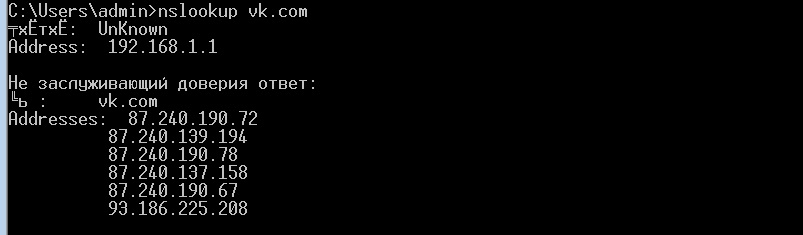 C:\Users\admin>nslookup vk.com
╤хЁтхЁ:  UnKnown
Address:  192.168.1.1
Не заслуживающий доверия ответ:
╚ь :     vk.com
Addresses:  87.240.190.72
87.240.139.194
87.240.190.78
87.240.137.158
87.240.190.67
93.186.225.208